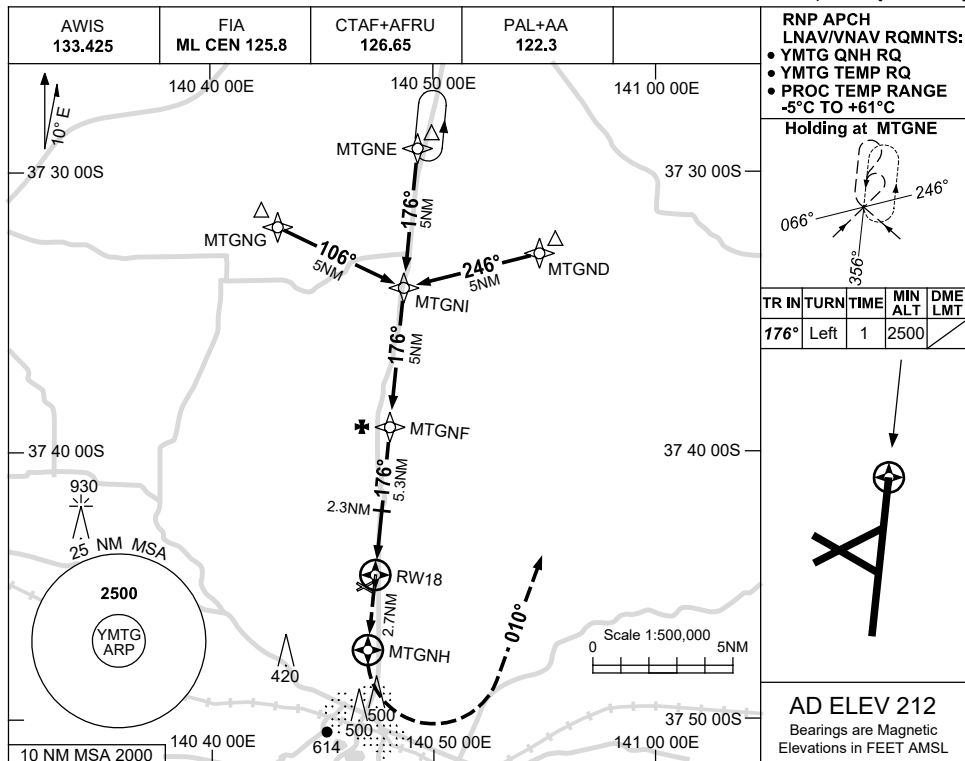 AWIS
133.425
FIA
ML CEN 125.8
CTAF+AFRU
126.65
PAL+AA
122.3
RNP APCH
LNAV/VNAV RQMNTS:
• YMTG QNH RQ
• YMTG TEMP RQ
• PROC TEMP RANGE
-5°C TO +61°C
Holding at MTGNE
066°
246°
356°
TR IN
TURN
TIME
MIN ALT
DME LMT
176°
Left
1
2500
10° E
140 40 00E
140 50 00E
141 00 00E
37 30 00S
37 30 00S
MTGNE
176°
5NM
MTGNG
106°
5NM
246°
5NM
MTGND
MTGNI
176°
5NM
MTGNF
37 40 00S
37 40 00S
176°
5.3NM
2.3NM
930
25 NM MSA
2500
YMTG
ARP
RW18
2.7NM
MTGNH
010°
Scale 1:500,000
0
5NM
420
500
500
614
37 50 00S
140 40 00E
140 50 00E
141 00 00E
10 NM MSA 2000
AD ELEV 212
Bearings are Magnetic
Elevations in FEET AMSL